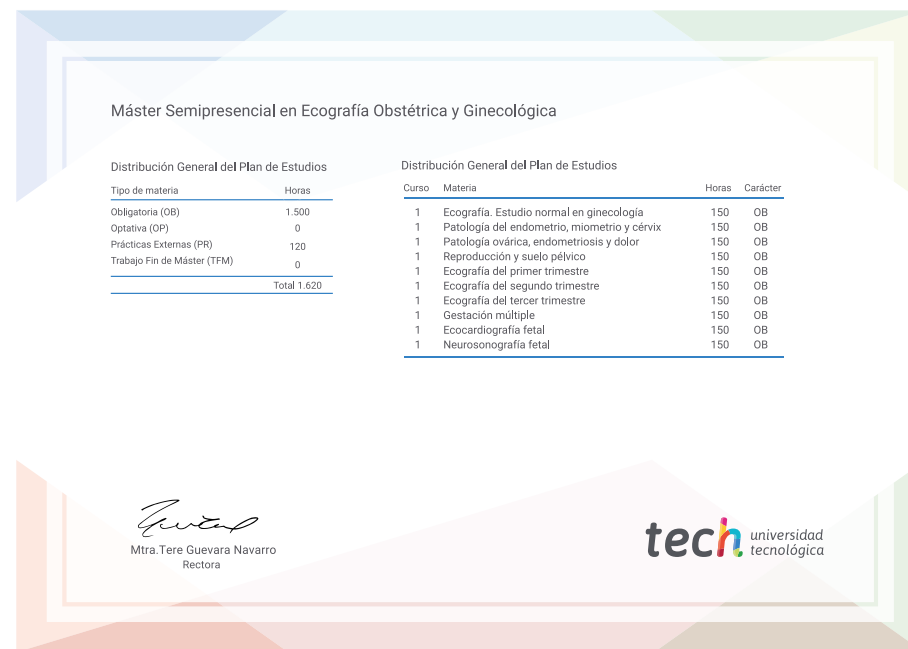 Máster Semipresencial en Ecografía Obstétrica y Ginecológica
Distribución General del Plan de Estudios
Tipo de materia Horas
Obligatoria (OB) 1.500
Optativa (OP) 0
Prácticas Externas (PR) 120
Trabajo Fin de Máster (TFM) 0
Total 1.620
Distribución General del Plan de Estudios
Curso Materia Horas Carácter
1 Ecografía. Estudio normal en ginecología 150 OB
1 Patología del endometrio, miometrio y cérvix 150 OB
1 Patología ovárica, endometriosis y dolor 150 OB
1 Reproducción y suelo pélvico 150 OB
1 Ecografía del primer trimestre 150 OB
1 Ecografía del segundo trimestre 150 OB
1 Ecografía del tercer trimestre 150 OB
1 Gestación múltiple 150 OB
1 Ecocardiografía fetal 150 OB
1 Neurosonografía fetal 150 OB
Mtra.Tere Guevara Navarro
Rectora
tech universidad
tecnológica